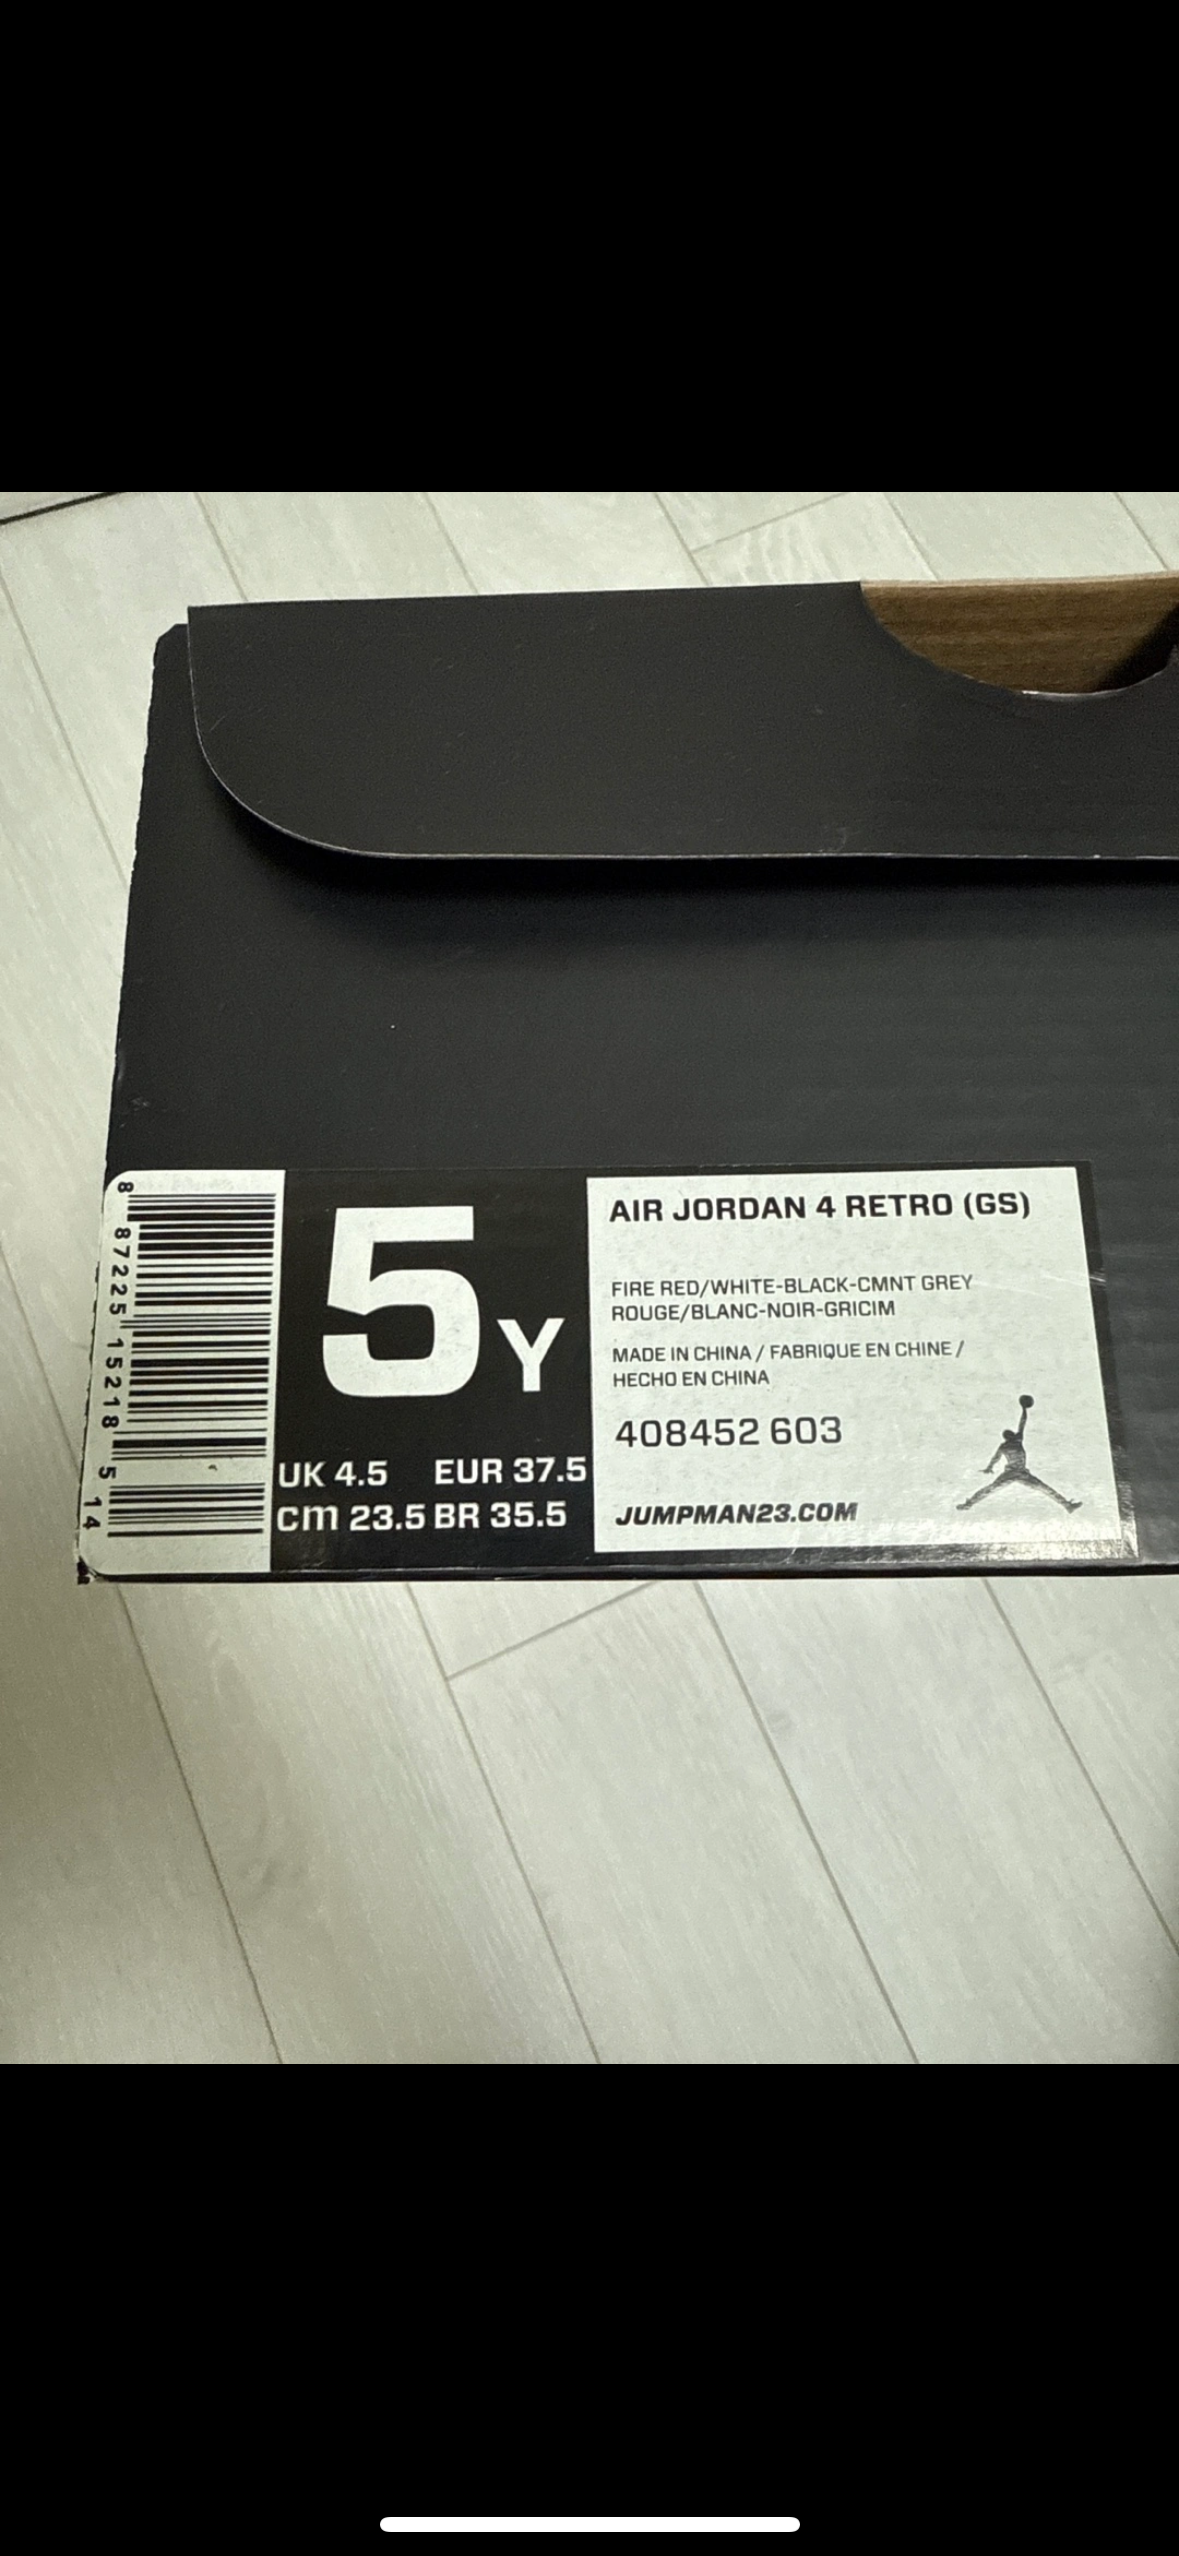 8 87225 15218 5 14
5Y
UK 4.5 EUR 37.5
cm 23.5 BR 35.5
AIR JORDAN 4 RETRO (GS)
FIRE RED/WHITE-BLACK-CMNT GREY
ROUGE/BLANC-NOIR-GRICIM
MADE IN CHINA / FABRIQUE EN CHINE /
HECHO EN CHINA
408452 603
JUMPMAN23.COM